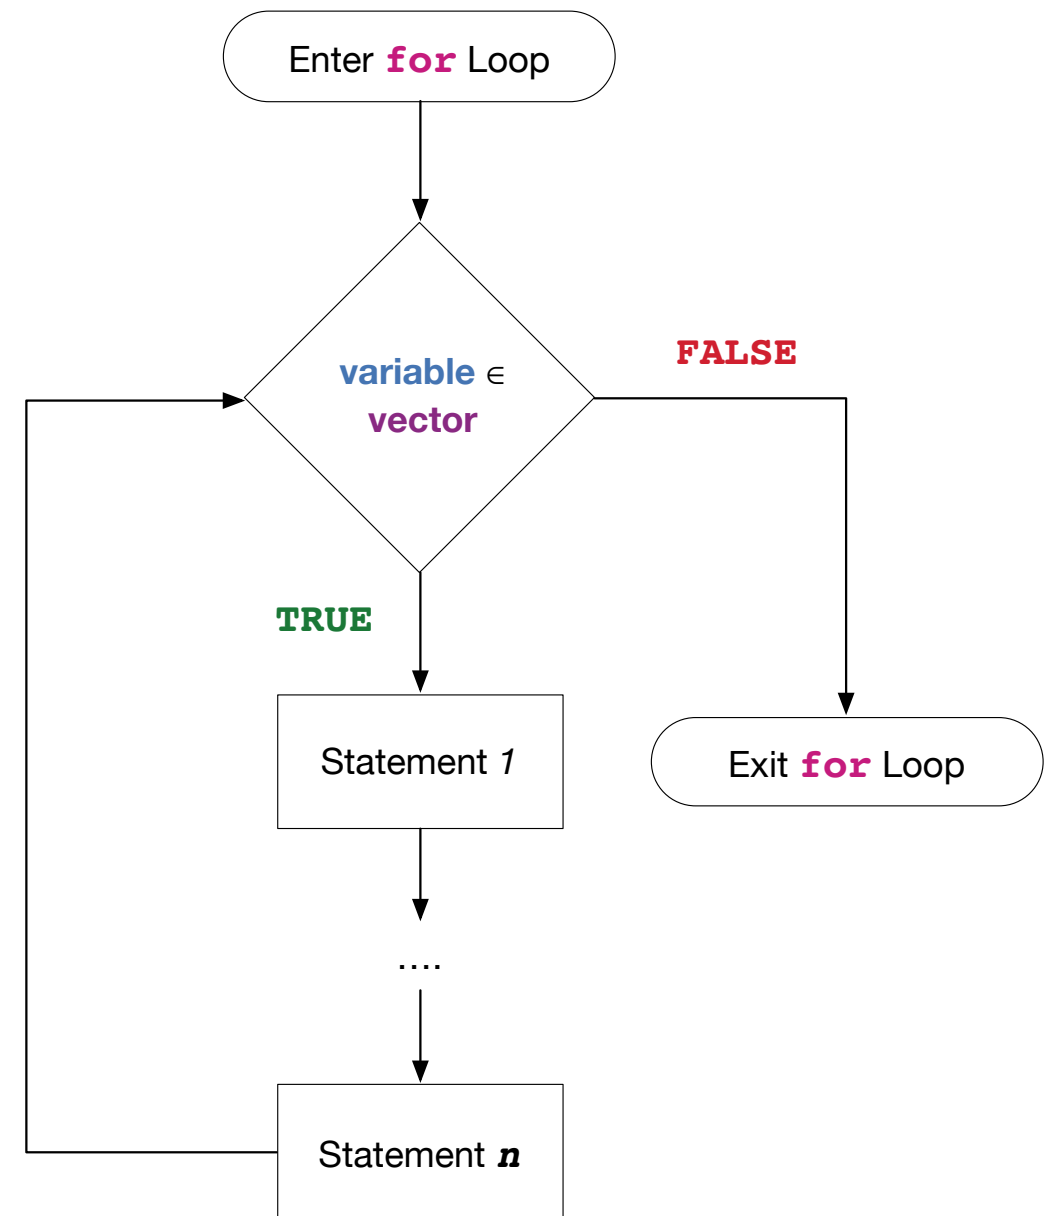 Enter for Loop
variable ∈
vector
FALSE
TRUE
Statement 1
Exit for Loop
....
Statement n